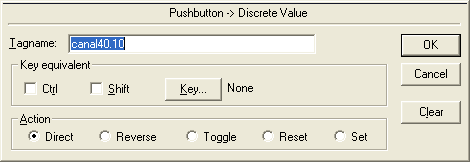 Pushbutton -> Discrete Value
Tagname: canal40.10
OK
Key equivalent
Cancel
Ctrl Shift Key... None
Clear
Action
Direct Reverse Toggle Reset Set